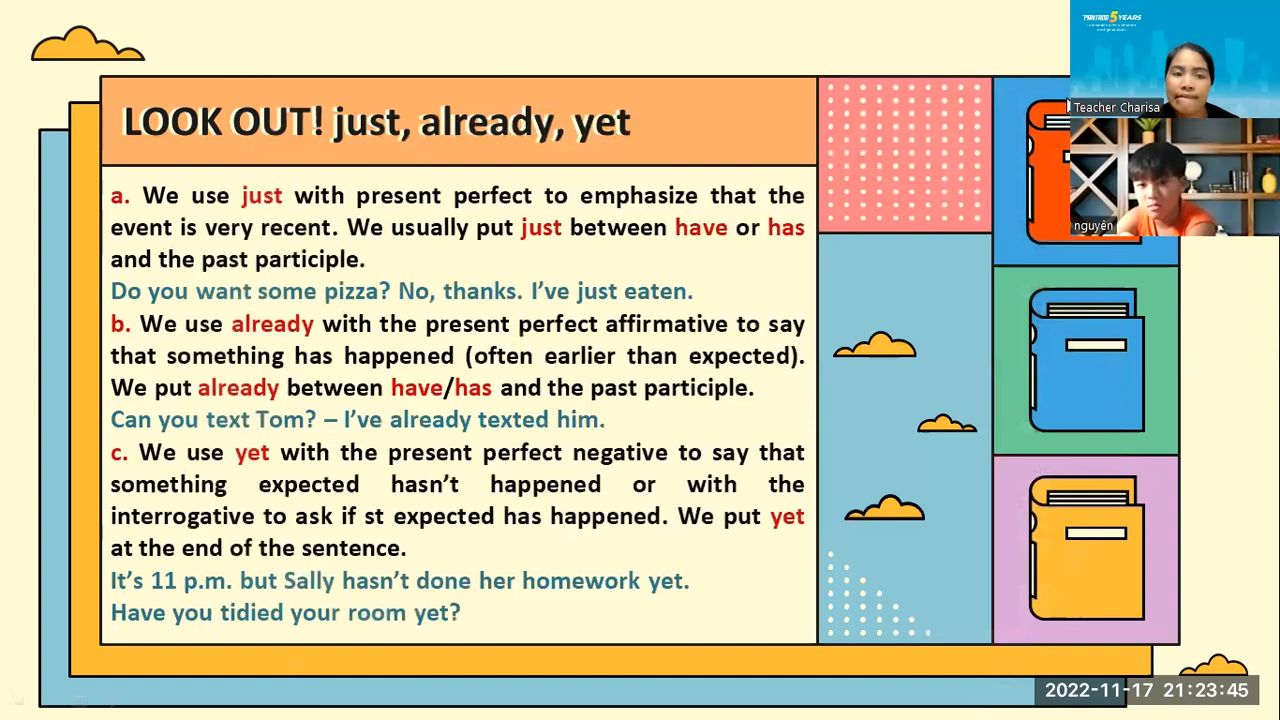 5 YEARS
Teacher Charisa
nguyên
LOOK OUT! just, already, yet
a. We use just with present perfect to emphasize that the
event is very recent. We usually put just between have or has
and the past participle.
Do you want some pizza? No, thanks. I’ve just eaten.
b. We use already with the present perfect affirmative to say
that something has happened (often earlier than expected).
We put already between have/has and the past participle.
Can you text Tom? – I’ve already texted him.
c. We use yet with the present perfect negative to say that
something expected hasn’t happened or with the
interrogative to ask if st expected has happened. We put yet
at the end of the sentence.
It’s 11 p.m. but Sally hasn’t done her homework yet.
Have you tidied your room yet?
2022-11-17 21:23:45